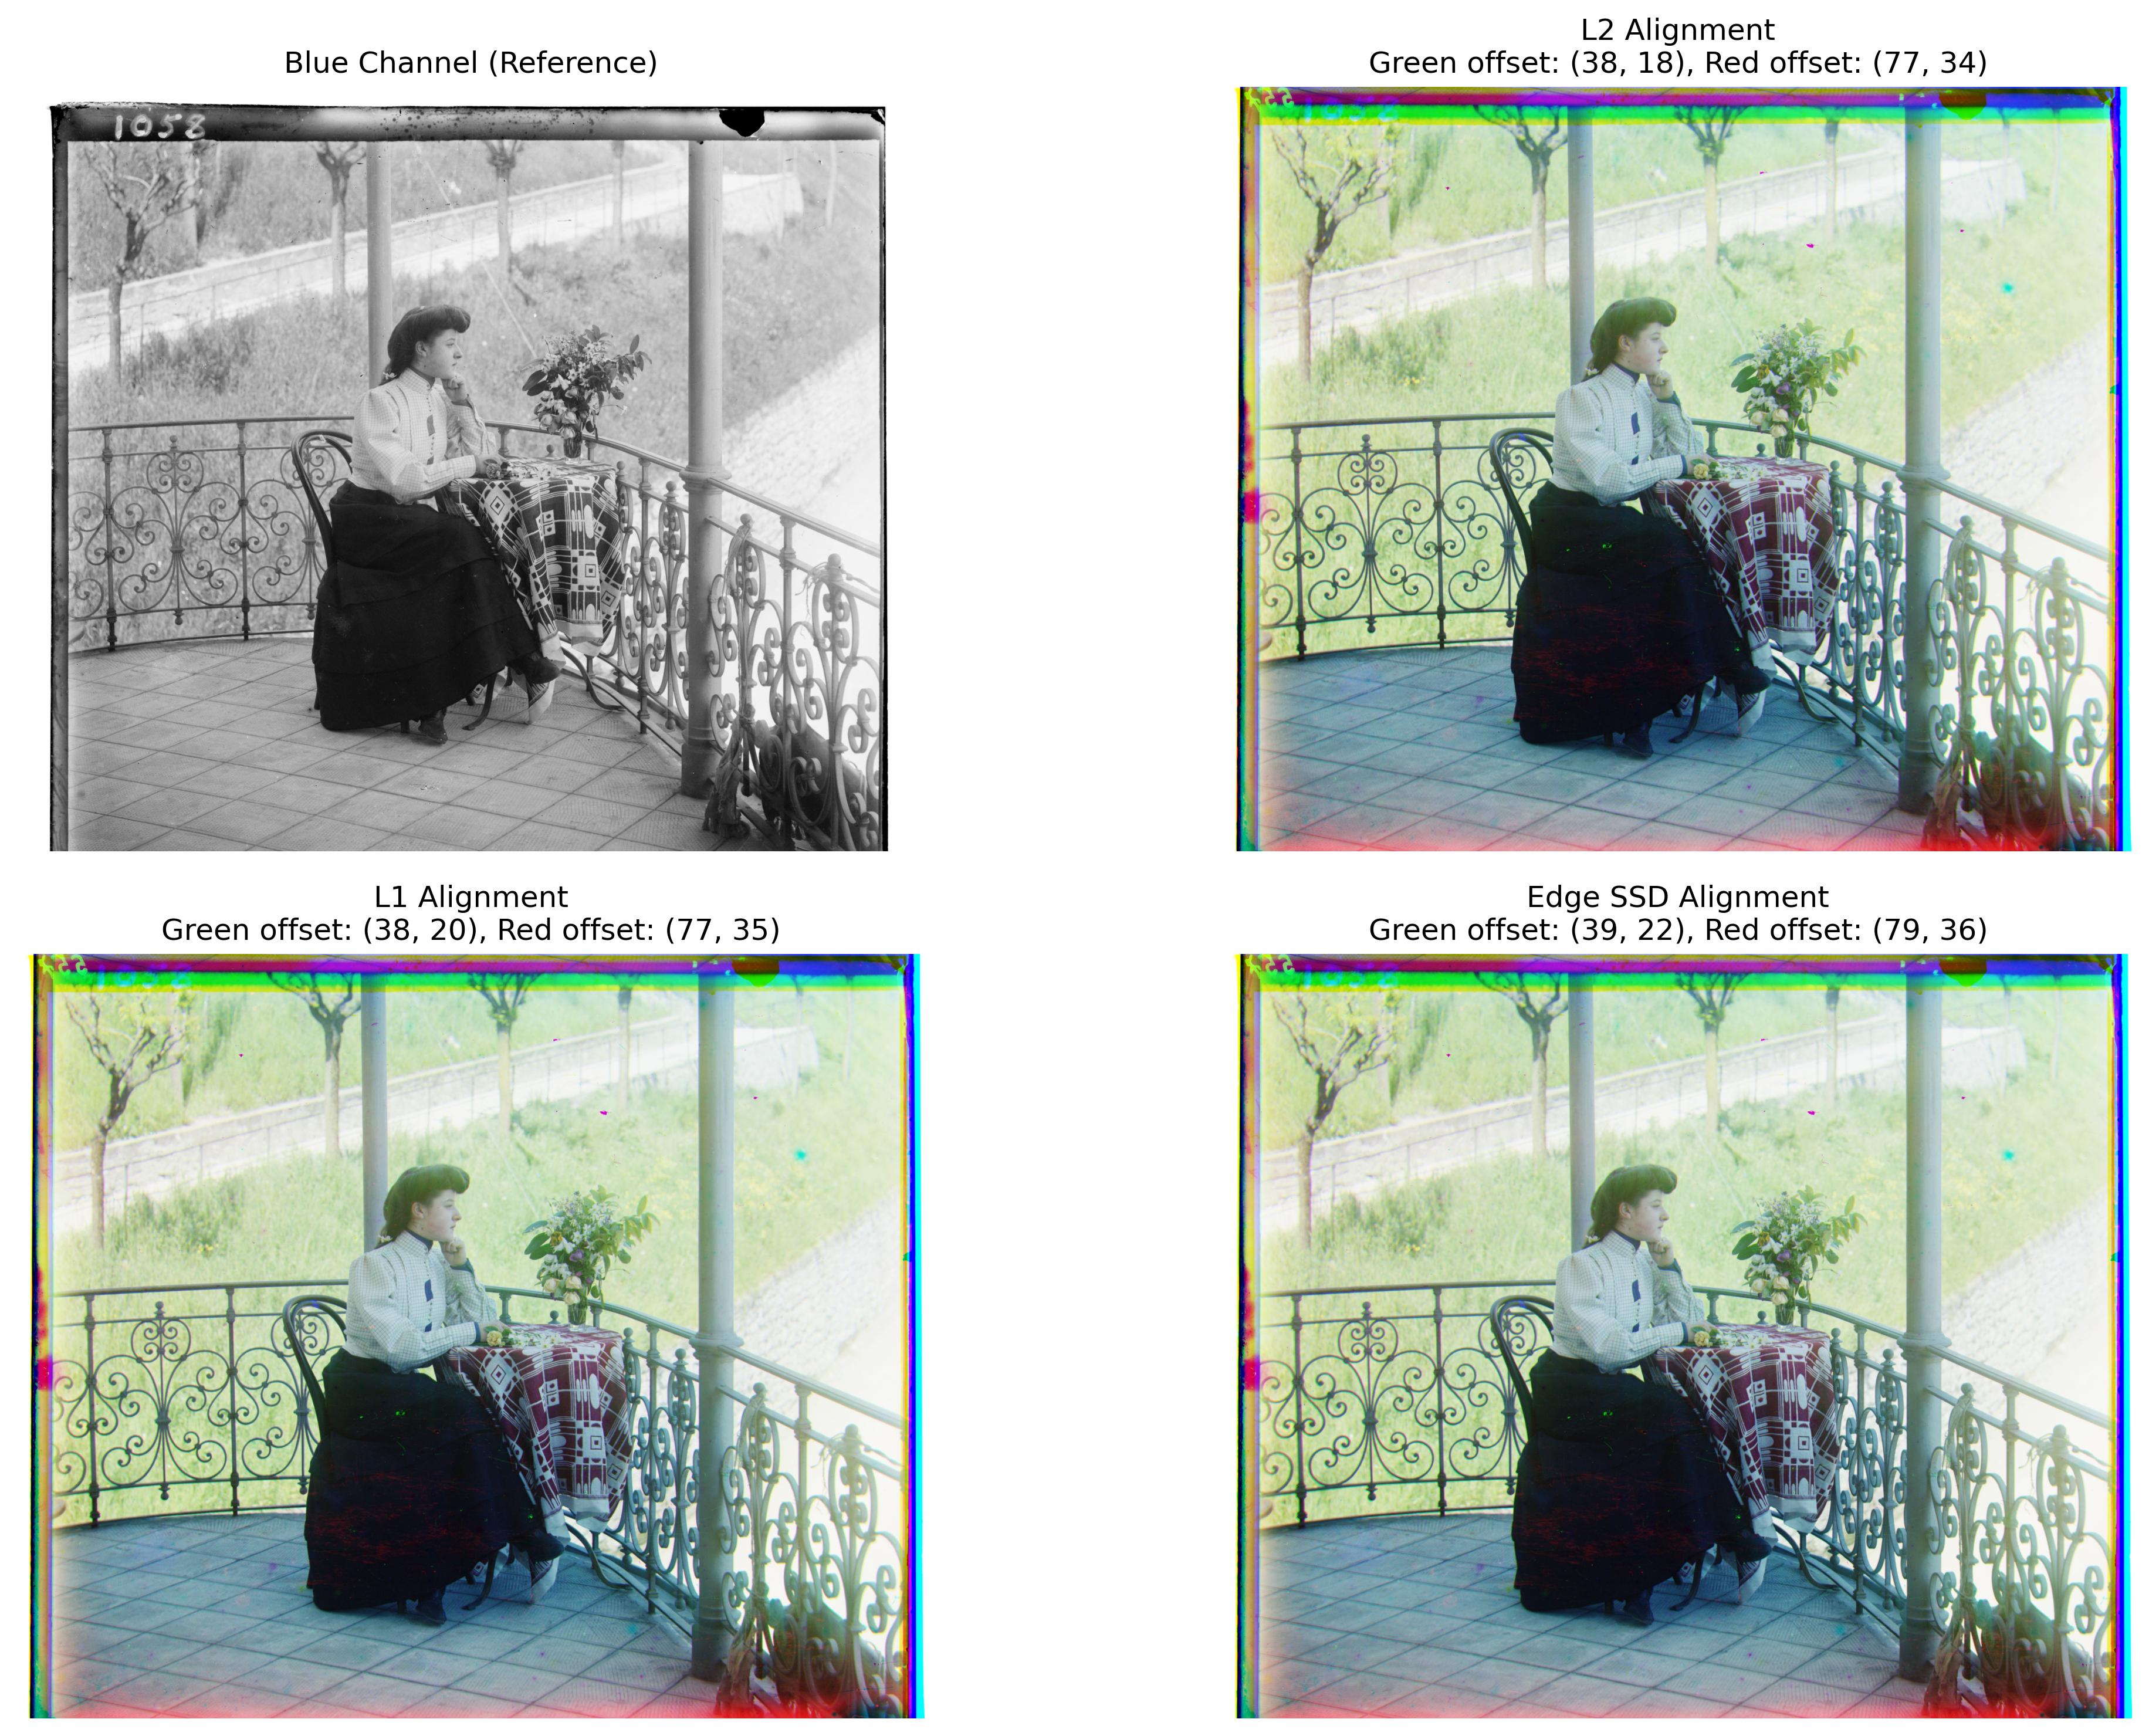 Blue Channel (Reference)
1058
L2 Alignment
Green offset: (38, 18), Red offset: (77, 34)
L1 Alignment
Green offset: (38, 20), Red offset: (77, 35)
Edge SSD Alignment
Green offset: (39, 22), Red offset: (79, 36)